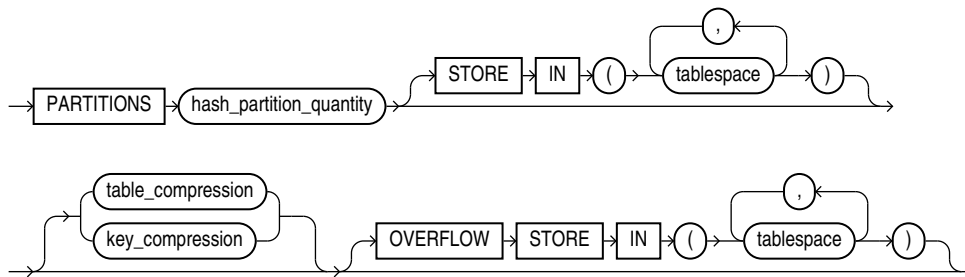 ,
STORE IN ( tablespace )
PARTITIONS hash_partition_quantity
table_compression ,
key_compression OVERFLOW STORE IN ( tablespace )